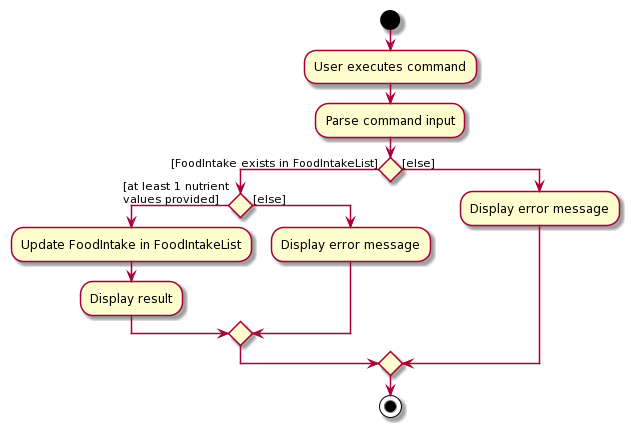 User executes command
Parse command input
[FoodIntake exists in FoodIntakeList]
[else]
[at least 1 nutrient
values provided]
[else]
Display error message
Update FoodIntake in FoodIntakeList
Display error message
Display result